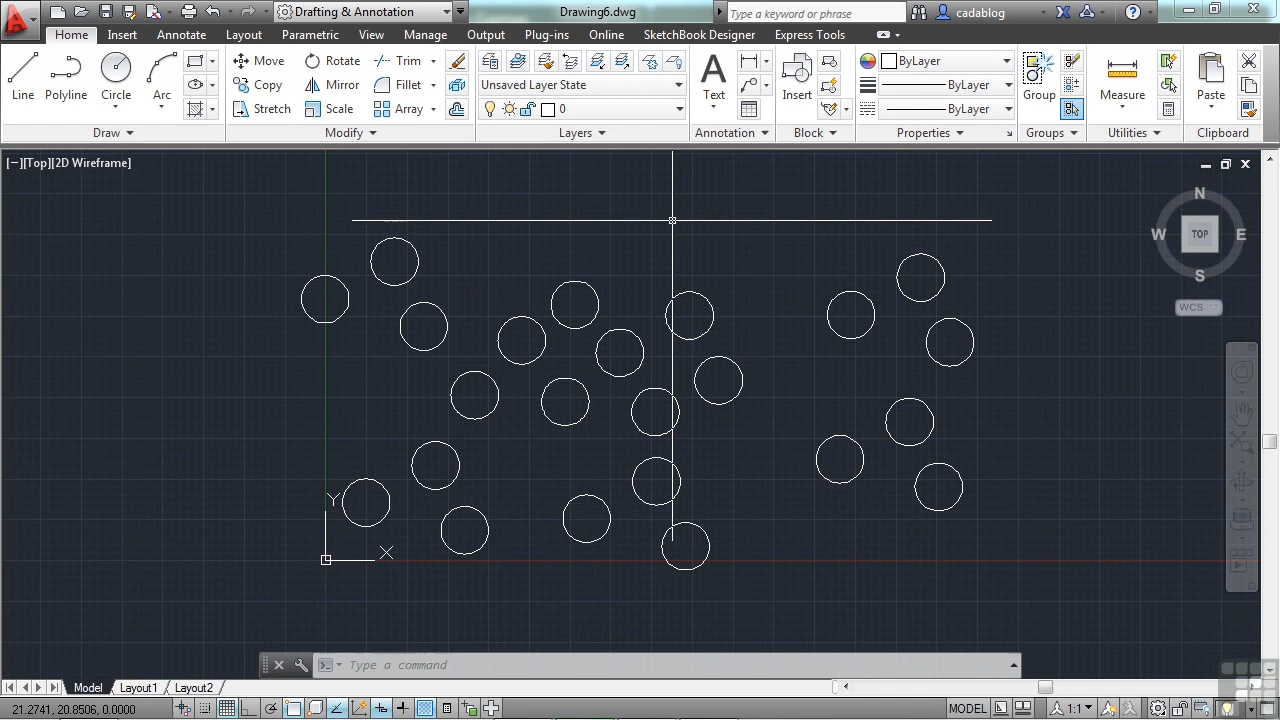 Drafting & Annotation
Drawing6.dwg
Type a keyword or phrase
cadablog
Home Insert Annotate Layout Parametric View Manage Output Plug-ins Online SketchBook Designer Express Tools
Line Polyline Circle Arc
Move Rotate Trim
Copy Mirror Fillet
Stretch Scale Array
Unsaved Layer State
0
Text
Insert
ByLayer
ByLayer
ByLayer
Group
Measure
Paste
Draw Modify Layers Annotation Block Properties Groups Utilities Clipboard
[−][Top][2D Wireframe]
N
W TOP E
S
WCS
Y
X
Type a command
Model Layout1 Layout2
21.2741, 20.8506, 0.0000
MODEL
1:1